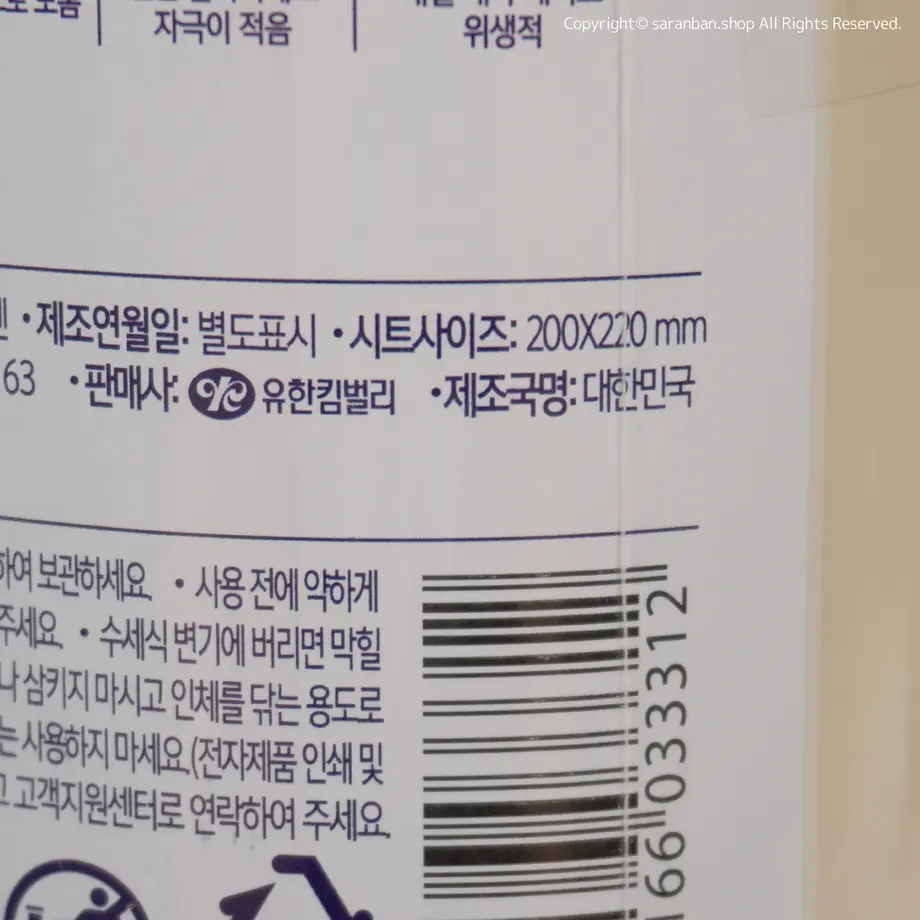 Copyright© saranban.shop All Rights Reserved.
자극이 적음
위생적
•제조연월일: 별도표시 •시트사이즈: 200X220 mm
63 •판매사: 유한킴벌리 •제조국명: 대한민국
하여 보관하세요 • 사용 전에 약하게
주세요 • 수세식 변기에 버리면 막힐
나 삼키지 마시고 인체를 닦는 용도로
는 사용하지 마세요.(전자제품 인쇄 및
고객지원센터로 연락하여 주세요.
66033312